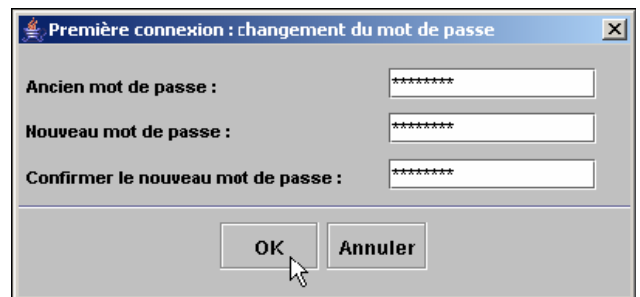 Première connexion : changement du mot de passe
Ancien mot de passe : ********
Nouveau mot de passe : ********
Confirmer le nouveau mot de passe : ********
OK Annuler